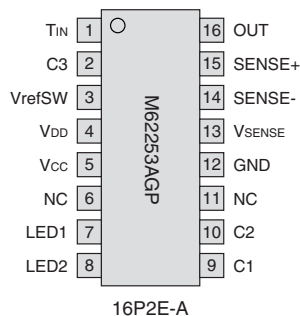 TIN 1 16 OUT
C3 2 15 SENSE+
VrefSW 3 14 SENSE-
VDD 4 13 VSENSE
VCC 5 12 GND
NC 6 11 NC
LED1 7 10 C2
LED2 8 9 C1
M62253AGP
16P2E-A